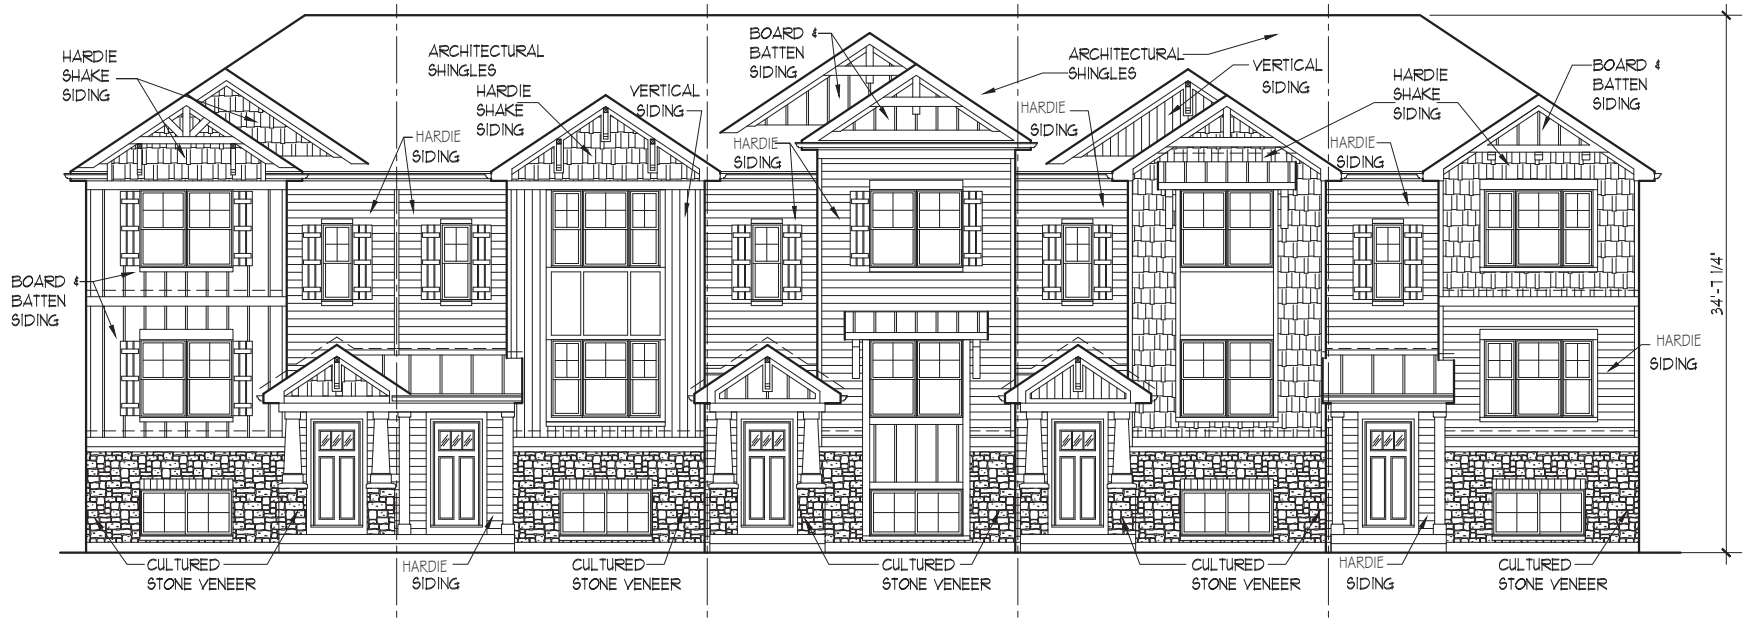 HARDIE
SHAKE
SIDING
ARCHITECTURAL
SHINGLES
HARDIE
SHAKE
SIDING
VERTICAL
SIDING
BOARD &
BATTEN
SIDING
ARCHITECTURAL
SHINGLES
VERTICAL
SIDING
HARDIE
SHAKE
SIDING
BOARD &
BATTEN
SIDING
HARDIE
SIDING
HARDIE
SIDING
HARDIE
SIDING
HARDIE
SIDING
BOARD &
BATTEN
SIDING
34'-1 1/4"
HARDIE
SIDING
CULTURED
STONE VENEER
HARDIE
SIDING
CULTURED
STONE VENEER
CULTURED
STONE VENEER
CULTURED
STONE VENEER
HARDIE
SIDING
CULTURED
STONE VENEER